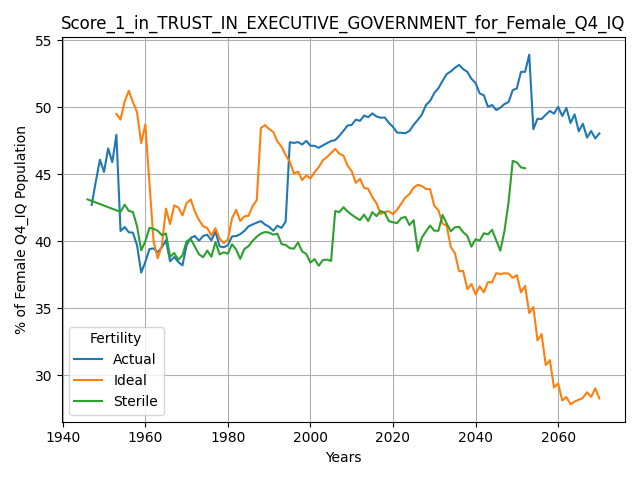 Score_1_in_TRUST_IN_EXECUTIVE_GOVERNMENT_for_Female_Q4_IQ
% of Female Q4_IQ Population
55
50
45
40
35
30
Fertility
Actual
Ideal
Sterile
1940 1960 1980 2000 2020 2040 2060
Years